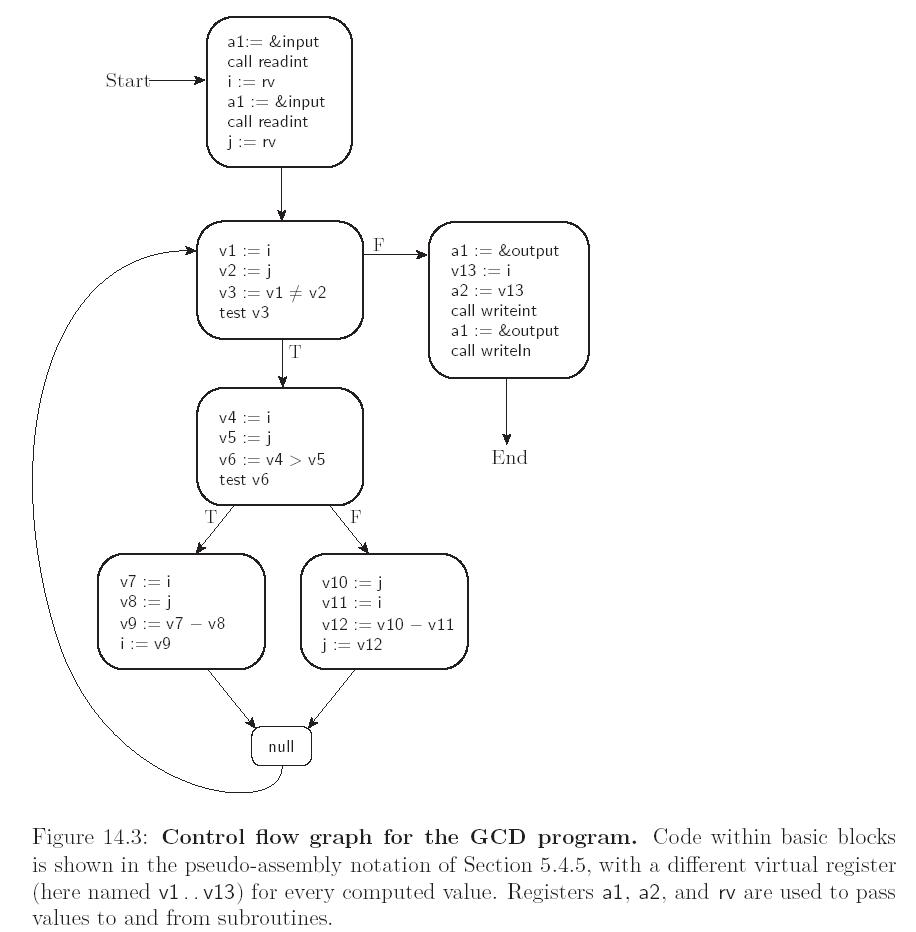 a1:= &input
call readint
Start
i := rv
a1 := &input
call readint
j := rv
v1 := i
v2 := j
v3 := v1 ≠ v2
test v3
F
a1 := &output
v13 := i
a2 := v13
call writeint
a1 := &output
call writeln
T
End
v4 := i
v5 := j
v6 := v4 > v5
test v6
T
F
v7 := i
v8 := j
v9 := v7 − v8
i := v9
v10 := j
v11 := i
v12 := v10 − v11
j := v12
null
Figure 14.3: Control flow graph for the GCD program. Code within basic blocks
is shown in the pseudo-assembly notation of Section 5.4.5, with a different virtual register
(here named v1 . . v13) for every computed value. Registers a1, a2, and rv are used to pass
values to and from subroutines.